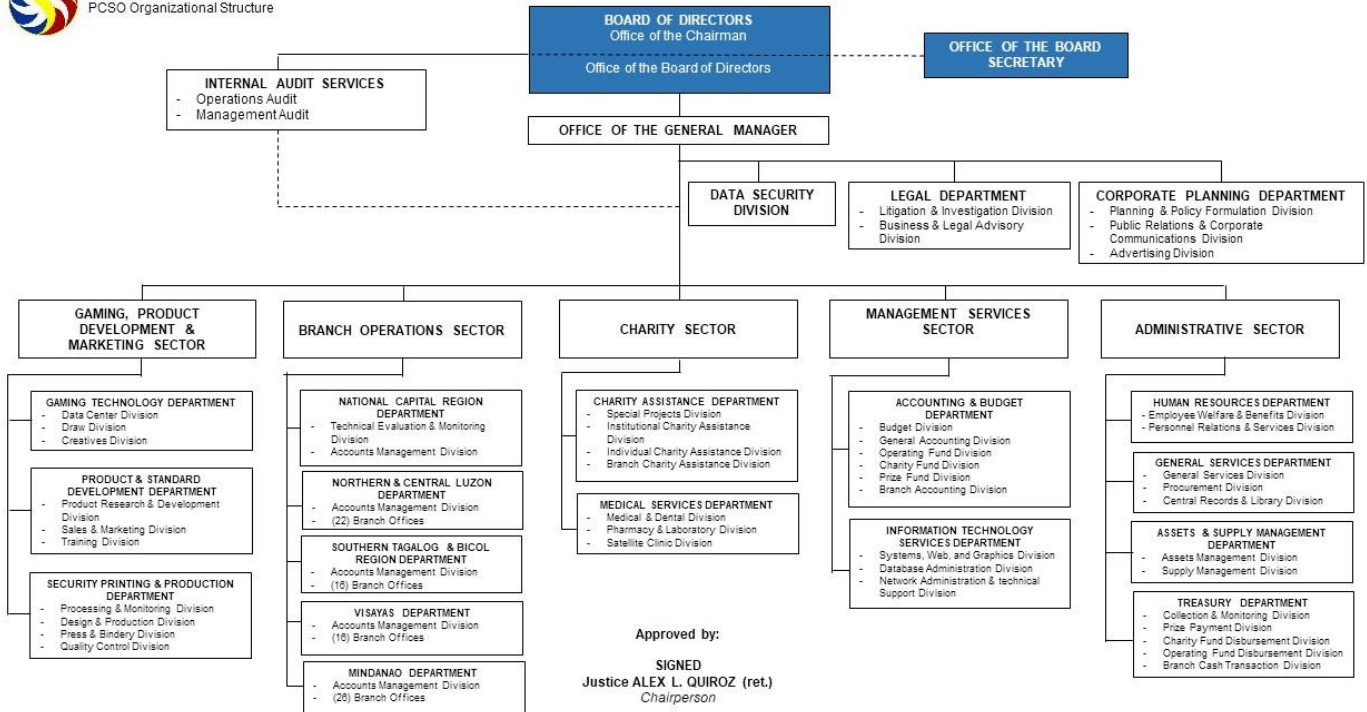 PCSO Organizational Structure
BOARD OF DIRECTORS
Office of the Chairman
Office of the Board of Directors
OFFICE OF THE BOARD
SECRETARY
INTERNAL AUDIT SERVICES
- Operations Audit
- Management Audit
OFFICE OF THE GENERAL MANAGER
DATA SECURITY
DIVISION
LEGAL DEPARTMENT
- Litigation & Investigation Division
- Business & Legal Advisory
Division
CORPORATE PLANNING DEPARTMENT
- Planning & Policy Formulation Division
- Public Relations & Corporate
Communications Division
- Advertising Division
GAMING, PRODUCT
DEVELOPMENT &
MARKETING SECTOR
BRANCH OPERATIONS SECTOR
CHARITY SECTOR
MANAGEMENT SERVICES
SECTOR
ADMINISTRATIVE SECTOR
GAMING TECHNOLOGY DEPARTMENT
- Data Center Division
- Draw Division
- Creatives Division
PRODUCT & STANDARD
DEVELOPMENT DEPARTMENT
- Product Research & Development
Division
- Sales & Marketing Division
- Training Division
SECURITY PRINTING & PRODUCTION
DEPARTMENT
- Processing & Monitoring Division
- Design & Production Division
- Press & Bindery Division
- Quality Control Division
NATIONAL CAPITAL REGION
DEPARTMENT
- Technical Evaluation & Monitoring
Division
- Accounts Management Division
NORTHERN & CENTRAL LUZON
DEPARTMENT
- Accounts Management Division
- (22) Branch Offices
SOUTHERN TAGALOG & BICOL
REGION DEPARTMENT
- Accounts Management Division
- (16) Branch Offices
VISAYAS DEPARTMENT
- Accounts Management Division
- (16) Branch Offices
MINDANAO DEPARTMENT
- Accounts Management Division
- (26) Branch Offices
CHARITY ASSISTANCE DEPARTMENT
- Special Projects Division
- Institutional Charity Assistance
Division
- Individual Charity Assistance Division
- Branch Charity Assistance Division
MEDICAL SERVICES DEPARTMENT
- Medical & Dental Division
- Pharmacy & Laboratory Division
- Satellite Clinic Division
ACCOUNTING & BUDGET
DEPARTMENT
- Budget Division
- General Accounting Division
- Operating Fund Division
- Charity Fund Division
- Prize Fund Division
- Branch Accounting Division
INFORMATION TECHNOLOGY
SERVICES DEPARTMENT
- Systems, Web, and Graphics Division
- Database Administration Division
- Network Administration & technical
Support Division
HUMAN RESOURCES DEPARTMENT
- Employee Welfare & Benefits Division
- Personnel Relations & Services Division
GENERAL SERVICES DEPARTMENT
- General Services Division
- Procurement Division
- Central Records & Library Division
ASSETS & SUPPLY MANAGEMENT
DEPARTMENT
- Assets Management Division
- Supply Management Division
TREASURY DEPARTMENT
- Collection & Monitoring Division
- Prize Payment Division
- Charity Fund Disbursement Division
- Operating Fund Disbursement Division
- Branch Cash Transaction Division
Approved by:
SIGNED
Justice ALEX L. QUIROZ (ret.)
Chairperson